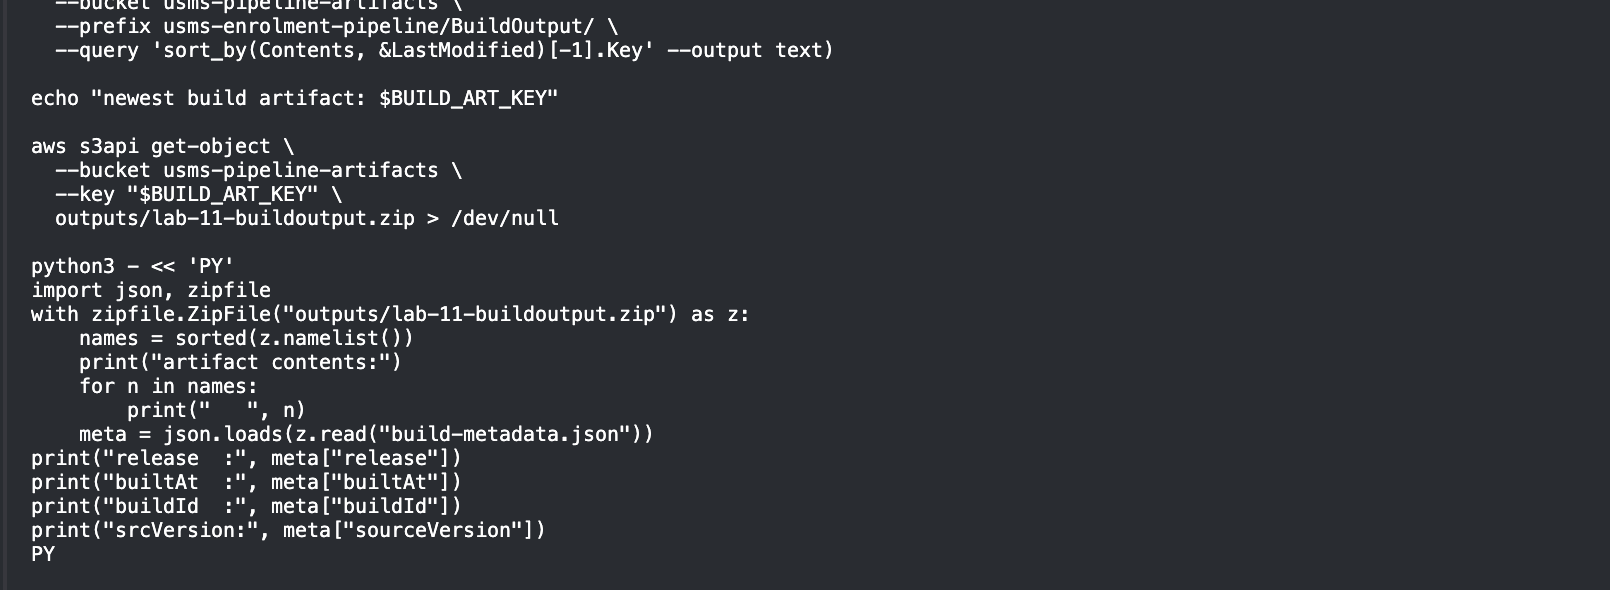 --bucket usms-pipeline-artifacts \
--prefix usms-enrolment-pipeline/BuildOutput/ \
--query 'sort_by(Contents, &LastModified)[-1].Key' --output text)
echo "newest build artifact: $BUILD_ART_KEY"
aws s3api get-object \
--bucket usms-pipeline-artifacts \
--key "$BUILD_ART_KEY" \
outputs/lab-11-buildoutput.zip > /dev/null
python3 - << 'PY'
import json, zipfile
with zipfile.ZipFile("outputs/lab-11-buildoutput.zip") as z:
    names = sorted(z.namelist())
    print("artifact contents:")
    for n in names:
        print("   ", n)
    meta = json.loads(z.read("build-metadata.json"))
print("release  :", meta["release"])
print("builtAt  :", meta["builtAt"])
print("buildId  :", meta["buildId"])
print("srcVersion:", meta["sourceVersion"])
PY